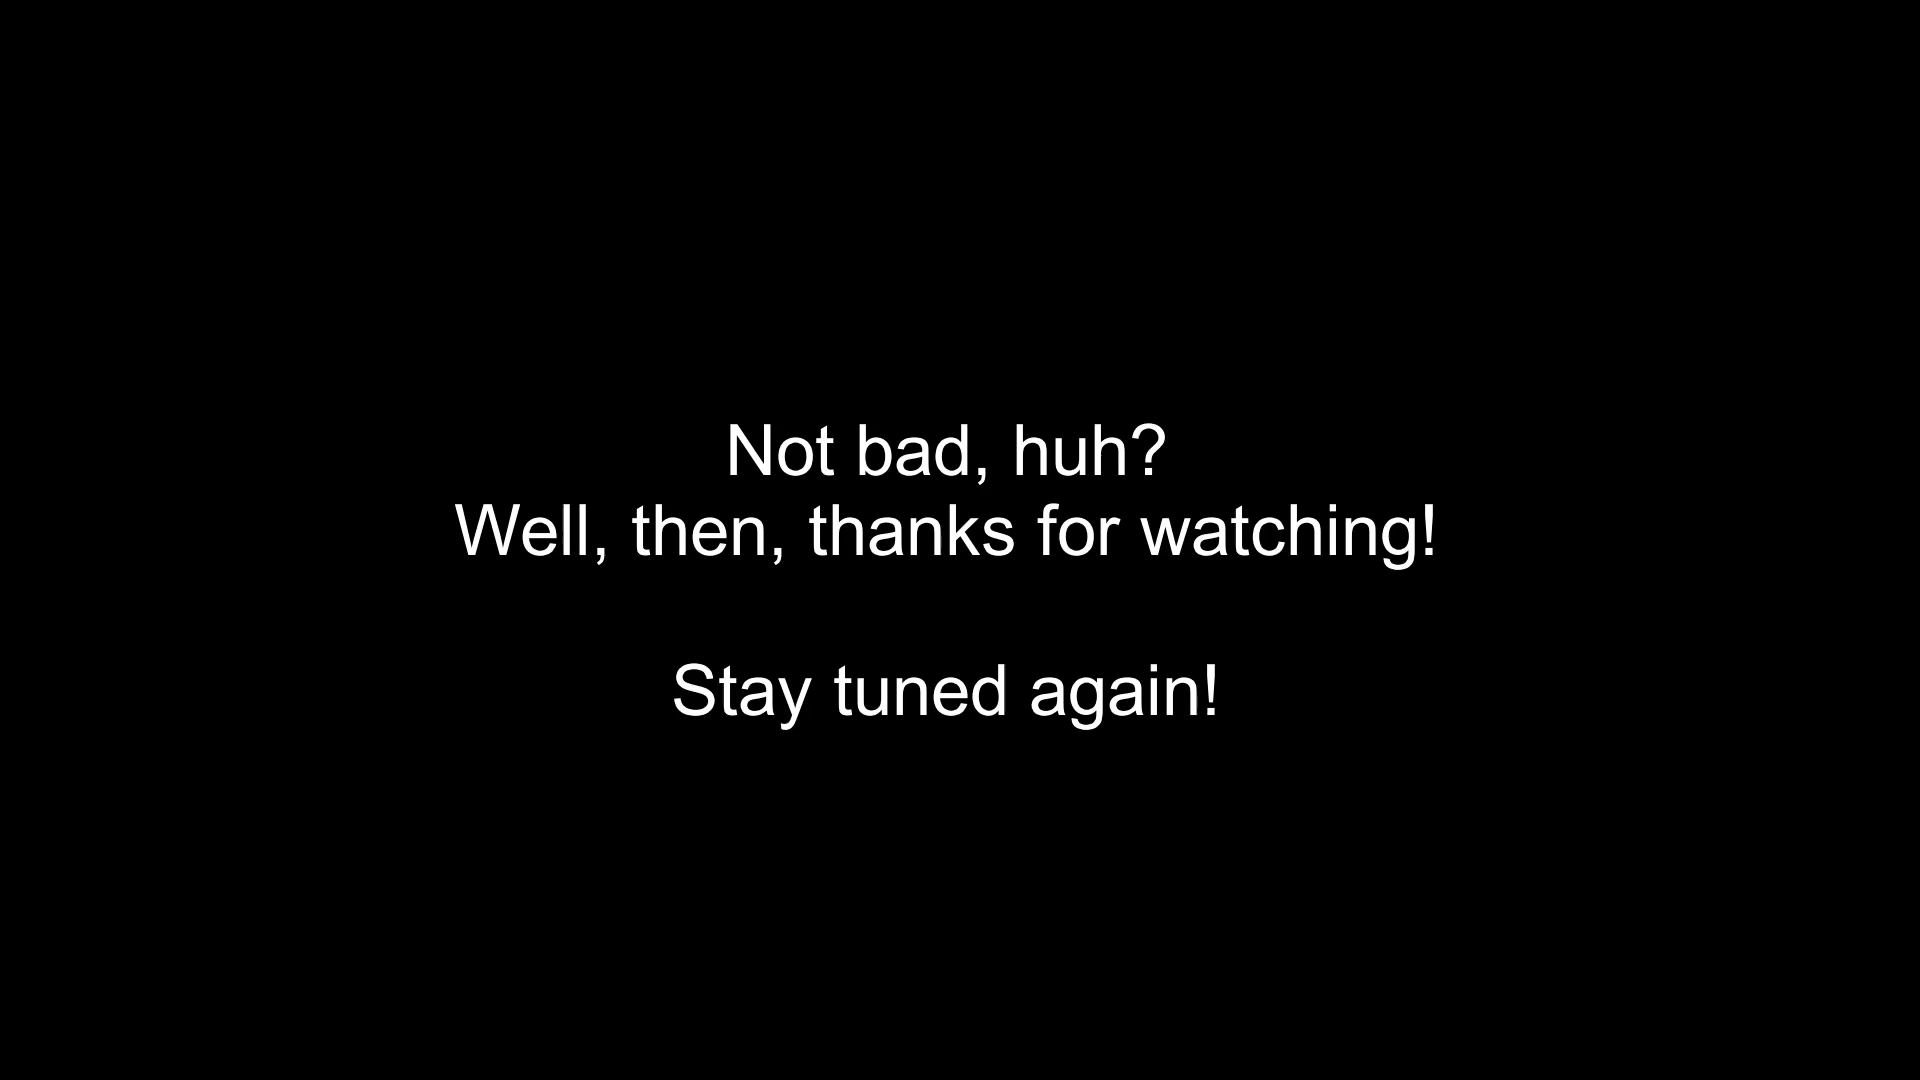 Not bad, huh?
Well, then, thanks for watching!
Stay tuned again!